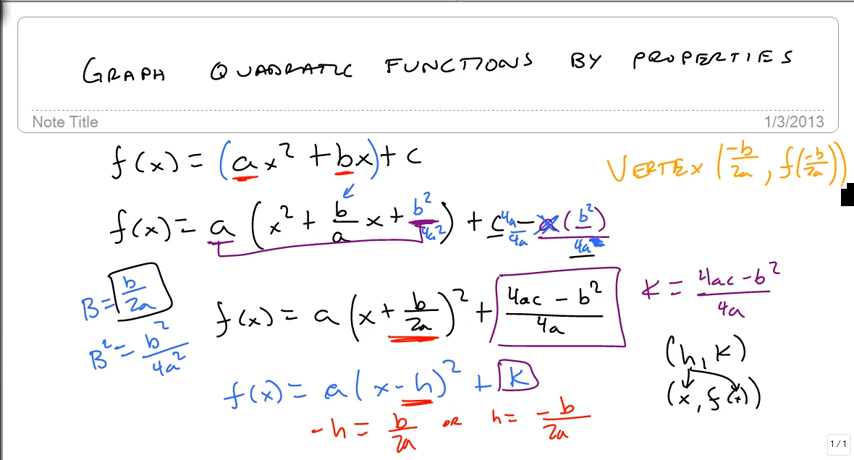 GRAPH QUADRATIC FUNCTIONS BY PROPERTIES
Note Title 1/3/2013
f(x) = (ax² + bx) + c
VERTEX (-b/2a, f(-b/2a))
f(x) = a (x² + b/a x + b²/4a²) + c 4a/4a - a (b²/4a²)
B = b/2a
B² = b²/4a²
f(x) = a (x + b/2a)² + 4ac - b²/4a
K = 4ac - b²/4a
(h, K)
(x, f(x))
f(x) = a(x - h)² + K
-h = b/2a OR h = -b/2a
1/1